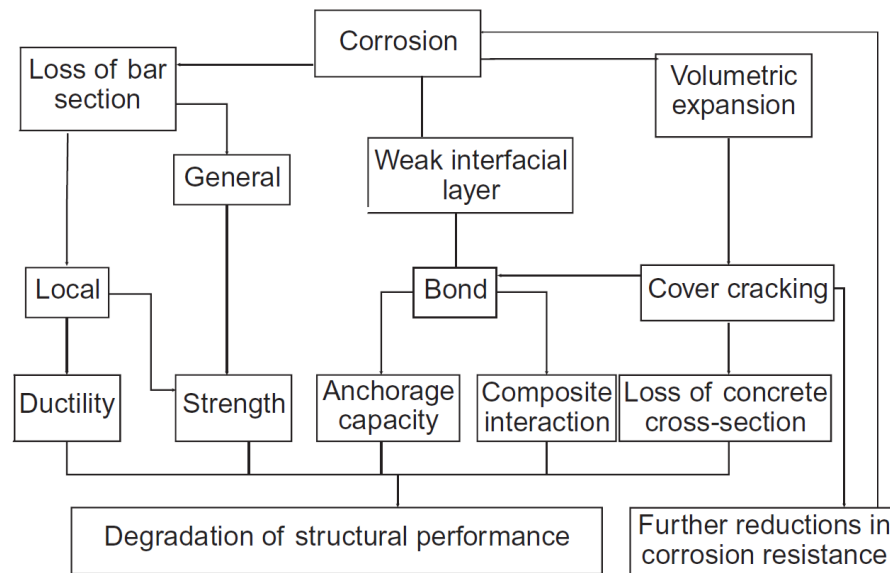 Corrosion
Loss of bar
section
Volumetric
expansion
General
Weak interfacial
layer
Local
Bond
Cover cracking
Ductility
Strength
Anchorage
capacity
Composite
interaction
Loss of concrete
cross-section
Degradation of structural performance
Further reductions in
corrosion resistance